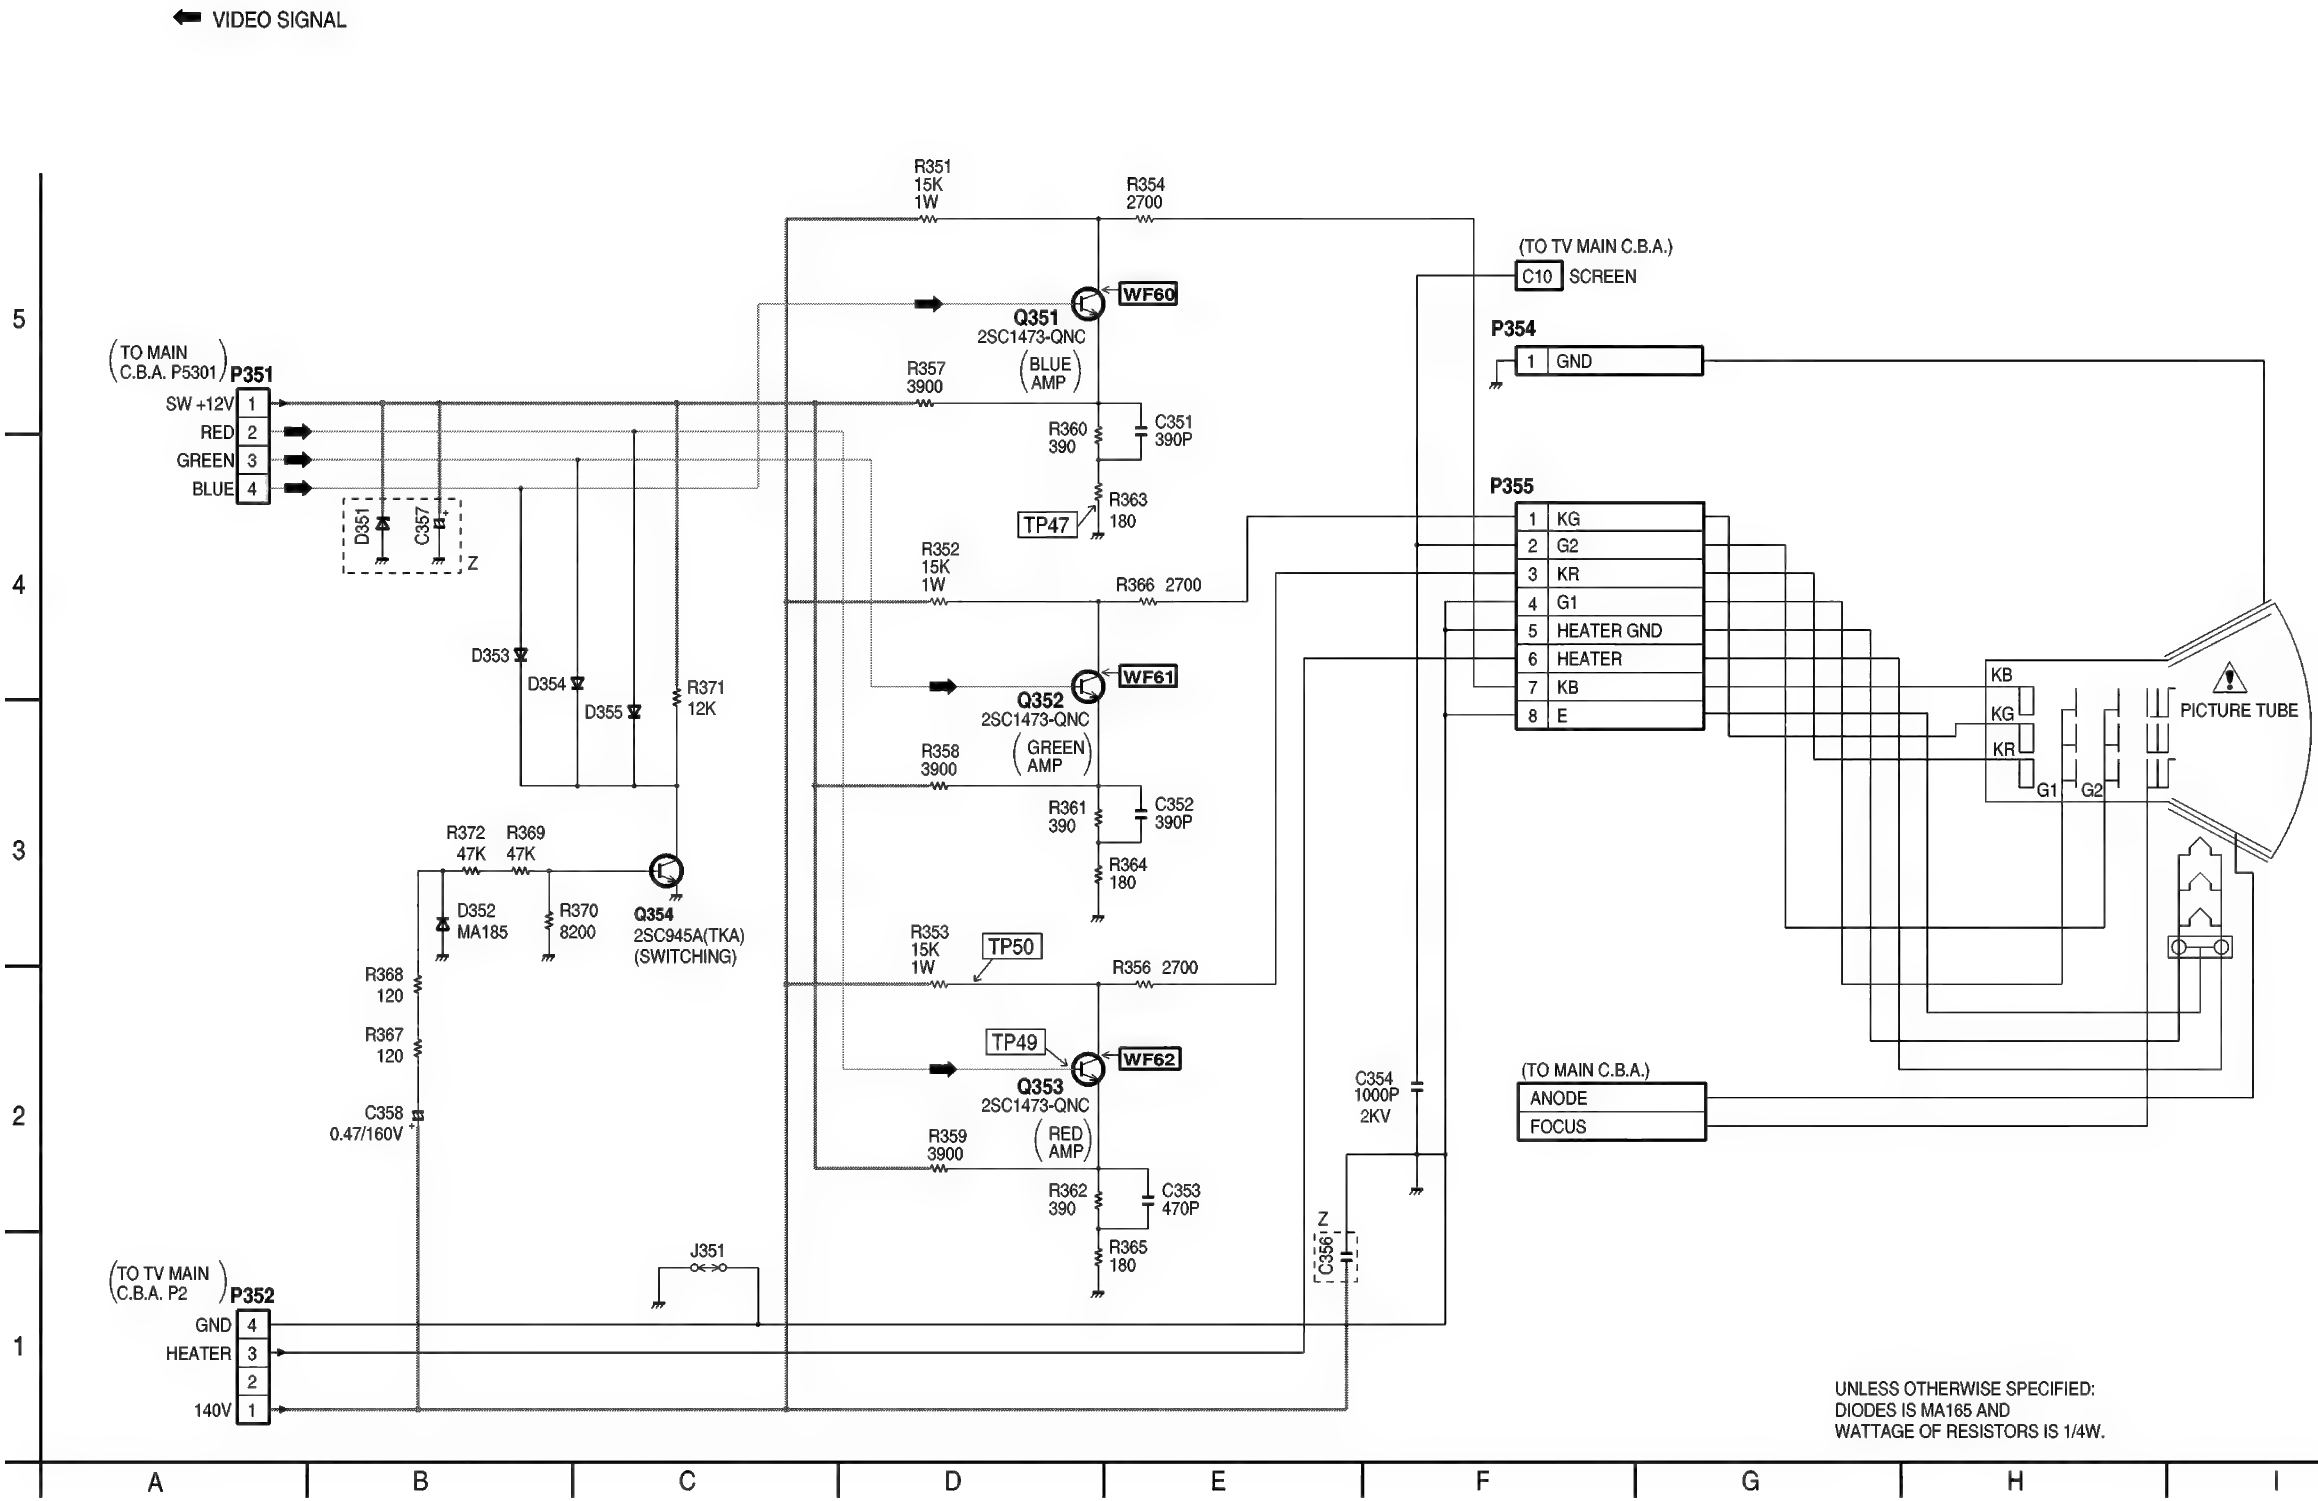 VIDEO SIGNAL
R351
15K
1W
R354
2700
(TO TV MAIN C.B.A.)
C10 SCREEN
WF60
Q351
2SC1473-QNC
(BLUE
AMP)
P354
1 GND
5
(TO MAIN
C.B.A. P5301)
P351
SW +12V 1
RED 2
GREEN 3
BLUE 4
R357
3900
R360
390
C351
390P
R363
180
TP47
D351
C357
+
Z
P355
1 KG
2 G2
3 KR
4 G1
5 HEATER GND
6 HEATER
7 KB
8 E
4
R352
15K
1W
R366 2700
D353
D354
D355
R371
12K
WF61
Q352
2SC1473-QNC
(GREEN
AMP)
KB
KG
KR
G1
G2
PICTURE TUBE
R358
3900
R361
390
C352
390P
R364
180
3
R372
47K
R369
47K
D352
MA185
R370
8200
Q354
2SC945A(TKA)
(SWITCHING)
R353
15K
1W
TP50
R356 2700
R368
120
R367
120
TP49
WF62
Q353
2SC1473-QNC
(RED
AMP)
C354
1000P
2KV
(TO MAIN C.B.A.)
ANODE
FOCUS
2
C358
0.47/160V
+
R359
3900
R362
390
C353
470P
R365
180
Z
C356
J351
(TO TV MAIN
C.B.A. P2)
P352
GND 4
HEATER 3
2
140V 1
1
UNLESS OTHERWISE SPECIFIED:
DIODES IS MA165 AND
WATTAGE OF RESISTORS IS 1/4W.
A B C D E F G H I